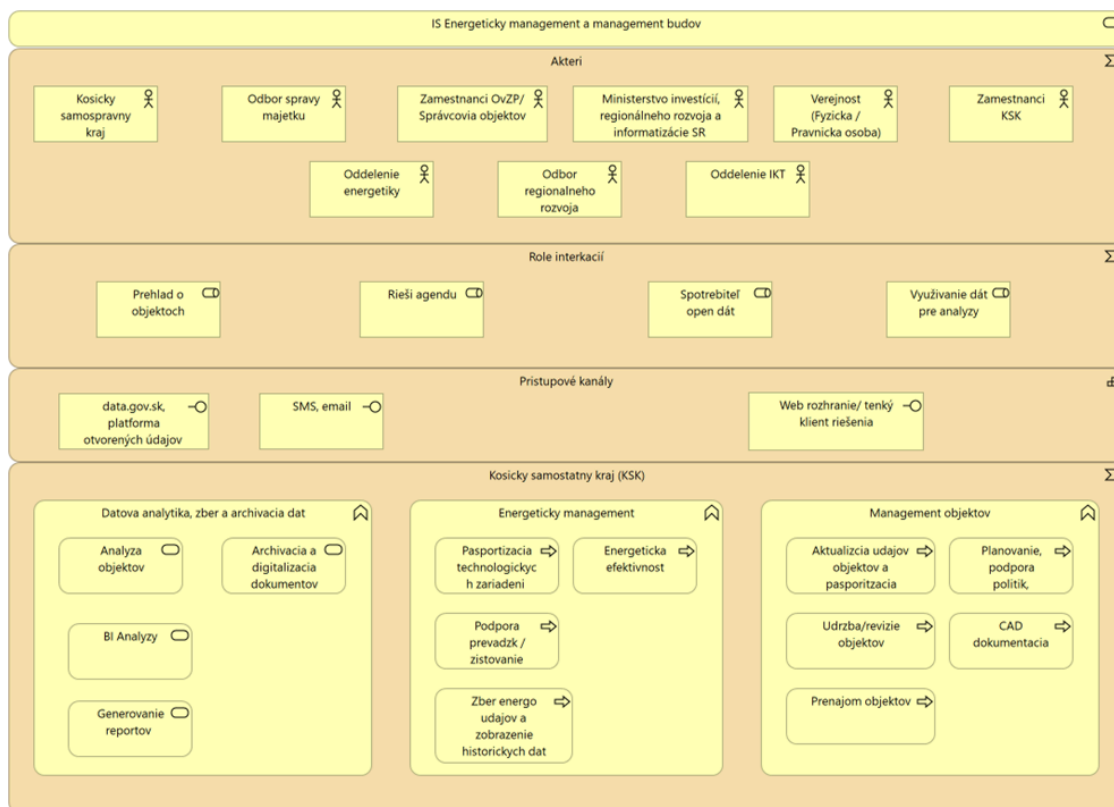 IS Energeticky management a management budov
Akteri
Kosicky
samospravny
kraj
Odbor spravy
majetku
Zamestnanci OvZP/
Správcovia objektov
Ministerstvo investícií,
regionálneho rozvoja a
informatizácie SR
Verejnosť
(Fyzicka /
Pravnicka osoba)
Zamestnanci
KSK
Oddelenie
energetiky
Odbor
regionalneho
rozvoja
Oddelenie IKT
Role interkacií
Prehlad o
objektoch
Rieši agendu
Spotrebiteľ
open dát
Využivanie dát
pre analyzy
Pristupové kanály
data.gov.sk,
platforma
otvorených údajov
SMS, email
Web rozhranie/ tenký
klient riešenia
Kosicky samostatny kraj (KSK)
Datova analytika, zber a archivacia dat
Analyza
objektov
Archivacia a
digitalizacia
dokumentov
BI Analyzy
Generovanie
reportov
Energeticky management
Pasportizacia
technologickyc
h zariadeni
Energeticka
efektivnost
Podpora
prevadzk /
zistovanie
Zber energo
udajov a
zobrazenie
historickych dat
Management objektov
Aktualizcia udajov
objektov a
pasporitzacia
Planovanie,
podpora
politik,
Udrzba/revizie
objektov
CAD
dokumentacia
Prenajom objektov